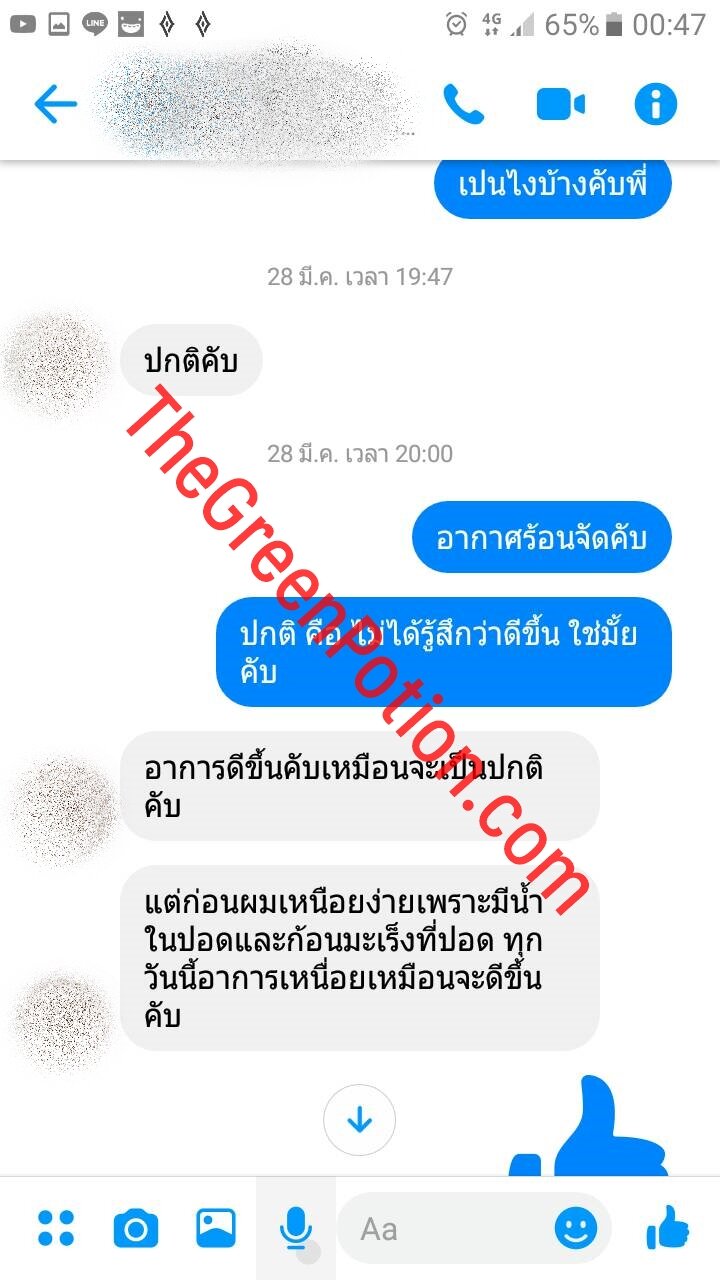 LINE
4G
65%
00:47
...
เปนไงบ้างคับพี่
28 มี.ค. เวลา 19:47
ปกติคับ
28 มี.ค. เวลา 20:00
อากาศร้อนจัดคับ
ปกติ คือ ไม่ได้รู้สึกว่าดีขึ้น ใช่มั้ย
คับ
อาการดีขึ้นคับเหมือนจะเป็นปกติ
คับ
แต่ก่อนผมเหนือยง่ายเพราะมีน้ำ
ในปอดและก้อนมะเร็งที่ปอด ทุก
วันนี้อาการเหนื่อยเหมือนจะดีขึ้น
คับ
TheGreenPotion.com
Aa